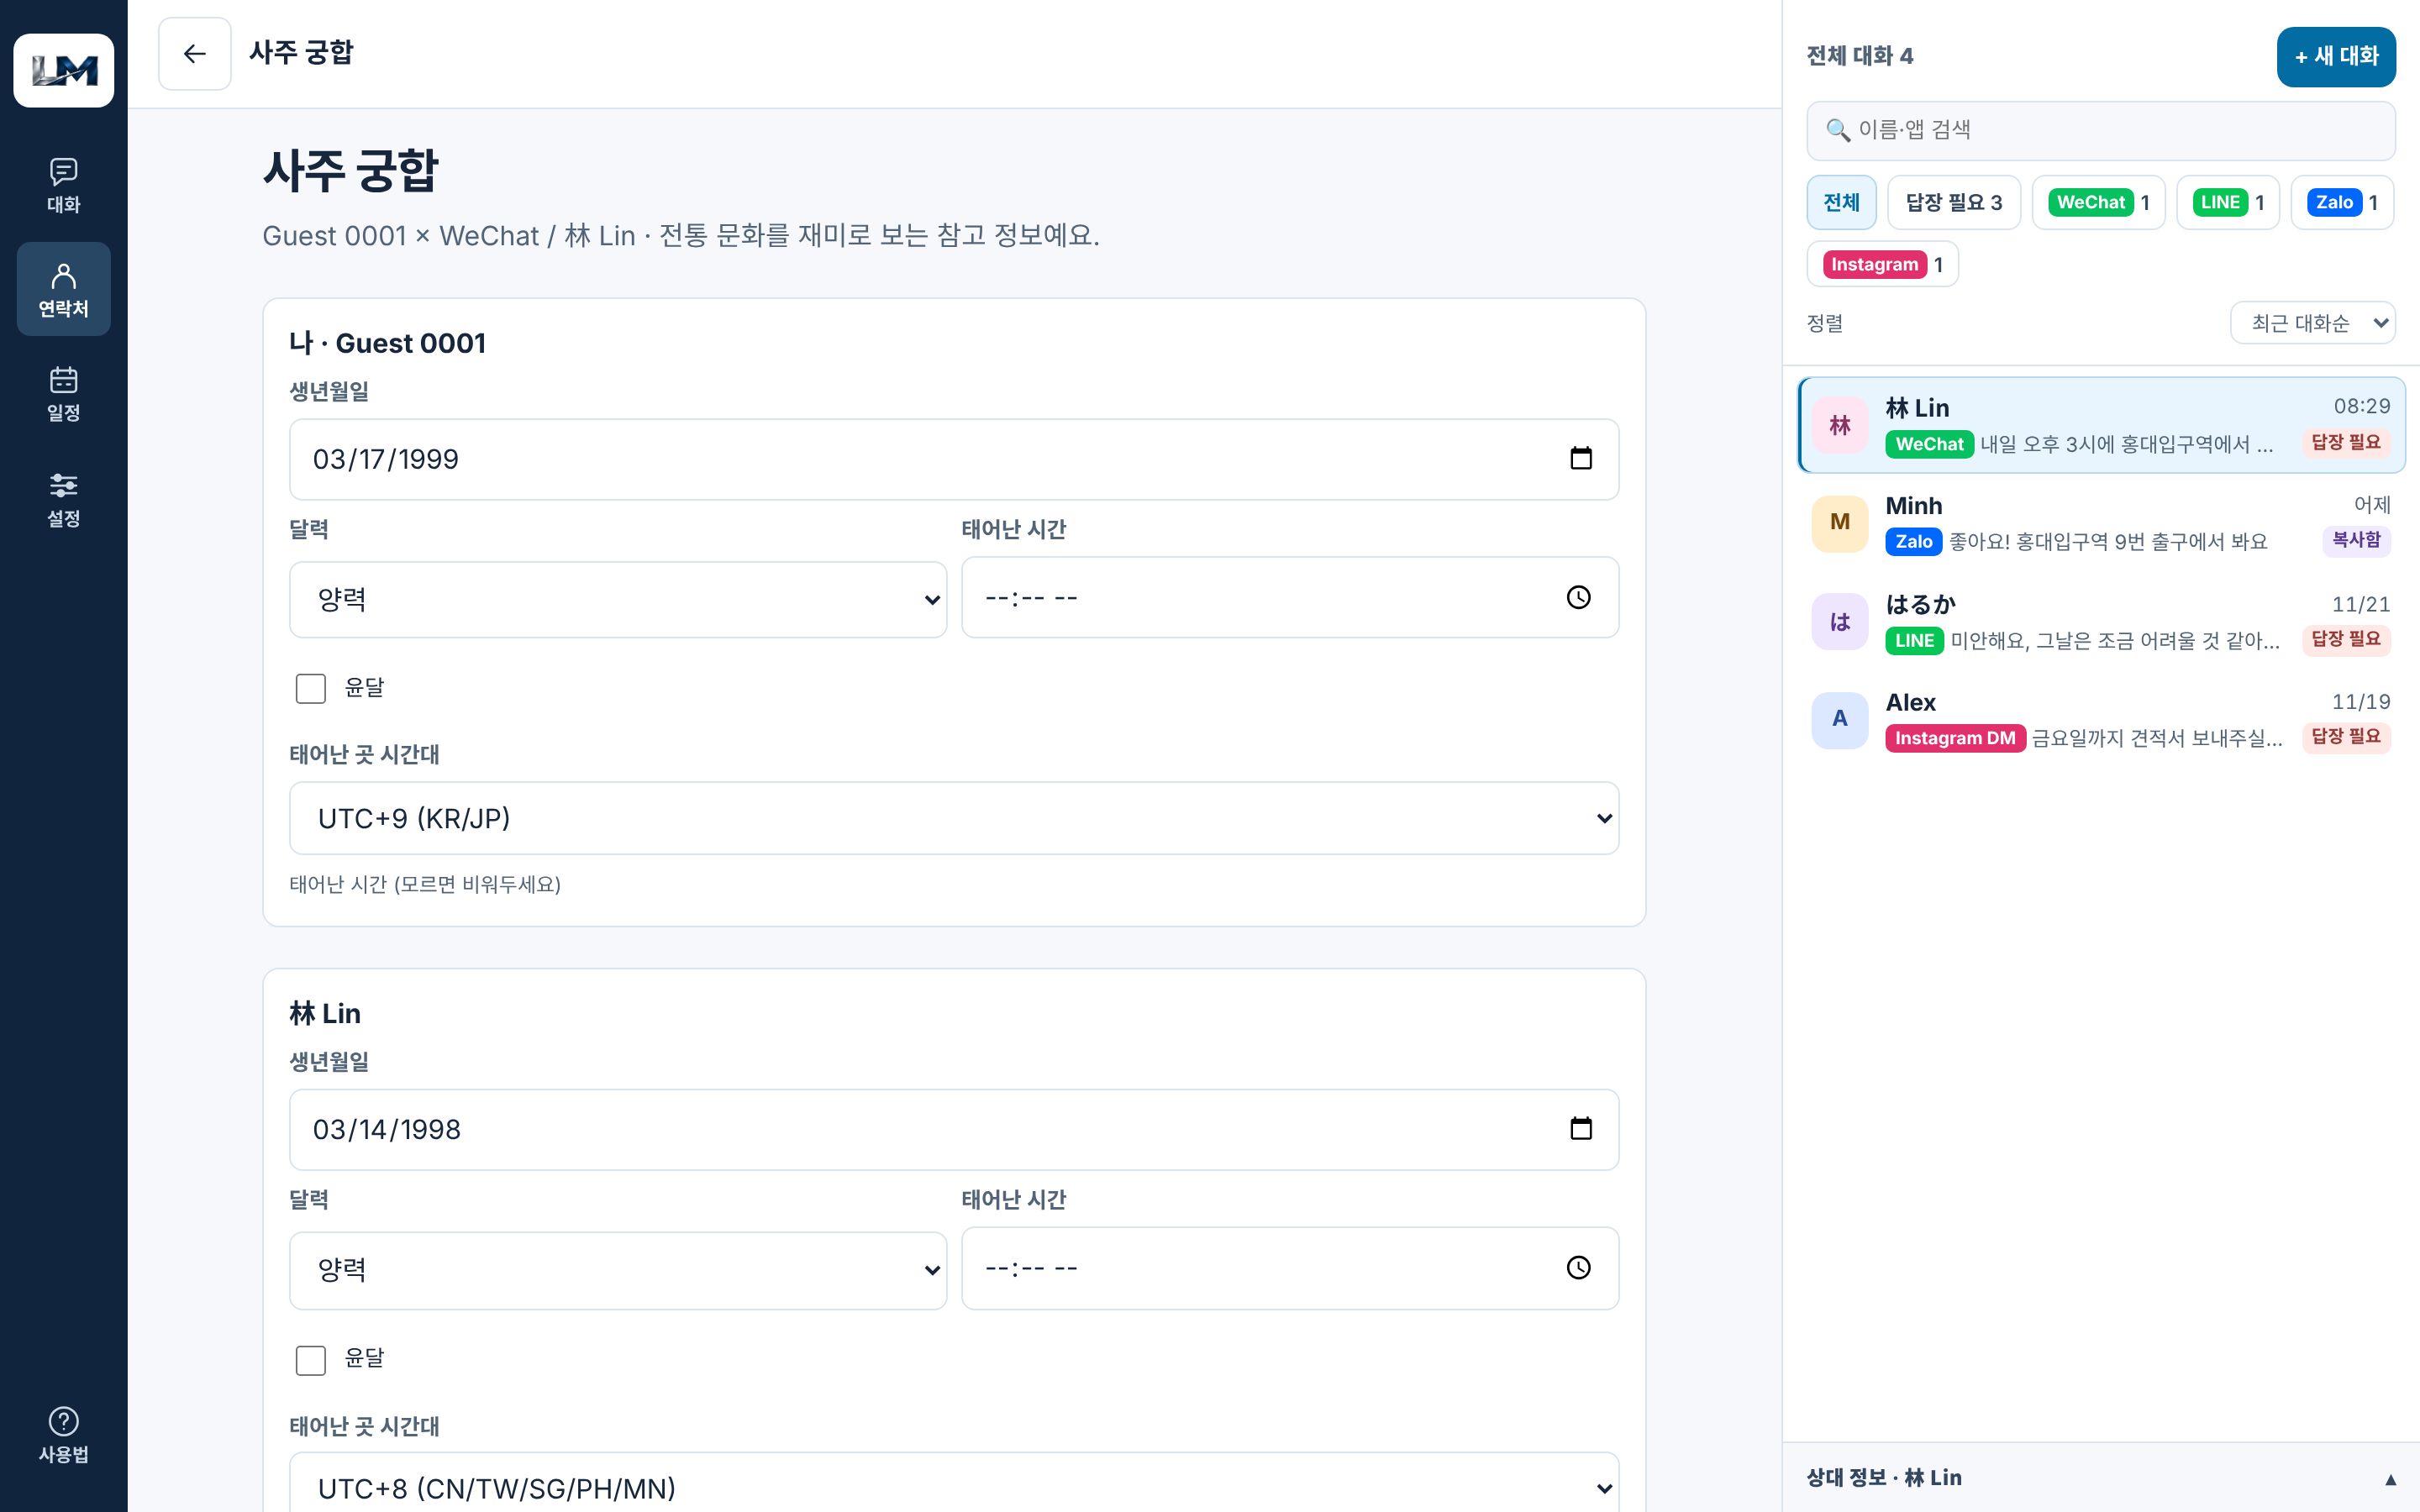 LM
대화
연락처
일정
설정
사용법
← 사주 궁합
사주 궁합
Guest 0001 × WeChat / 林 Lin · 전통 문화를 재미로 보는 참고 정보예요.
나 · Guest 0001
생년월일
03/17/1999
달력 태어난 시간
양력 --:-- --
윤달
태어난 곳 시간대
UTC+9 (KR/JP)
태어난 시간 (모르면 비워두세요)
林 Lin
생년월일
03/14/1998
달력 태어난 시간
양력 --:-- --
윤달
태어난 곳 시간대
UTC+8 (CN/TW/SG/PH/MN)
전체 대화 4 + 새 대화
🔍 이름·앱 검색
전체 답장 필요 3 WeChat 1 LINE 1 Zalo 1
Instagram 1
정렬 최근 대화순
林 林 Lin 08:29
WeChat 내일 오후 3시에 홍대입구역에서 ... 답장 필요
M Minh 어제
Zalo 좋아요! 홍대입구역 9번 출구에서 봐요 복사함
は はるか 11/21
LINE 미안해요, 그날은 조금 어려울 것 같아... 답장 필요
A Alex 11/19
Instagram DM 금요일까지 견적서 보내주실... 답장 필요
상대 정보 · 林 Lin ▲